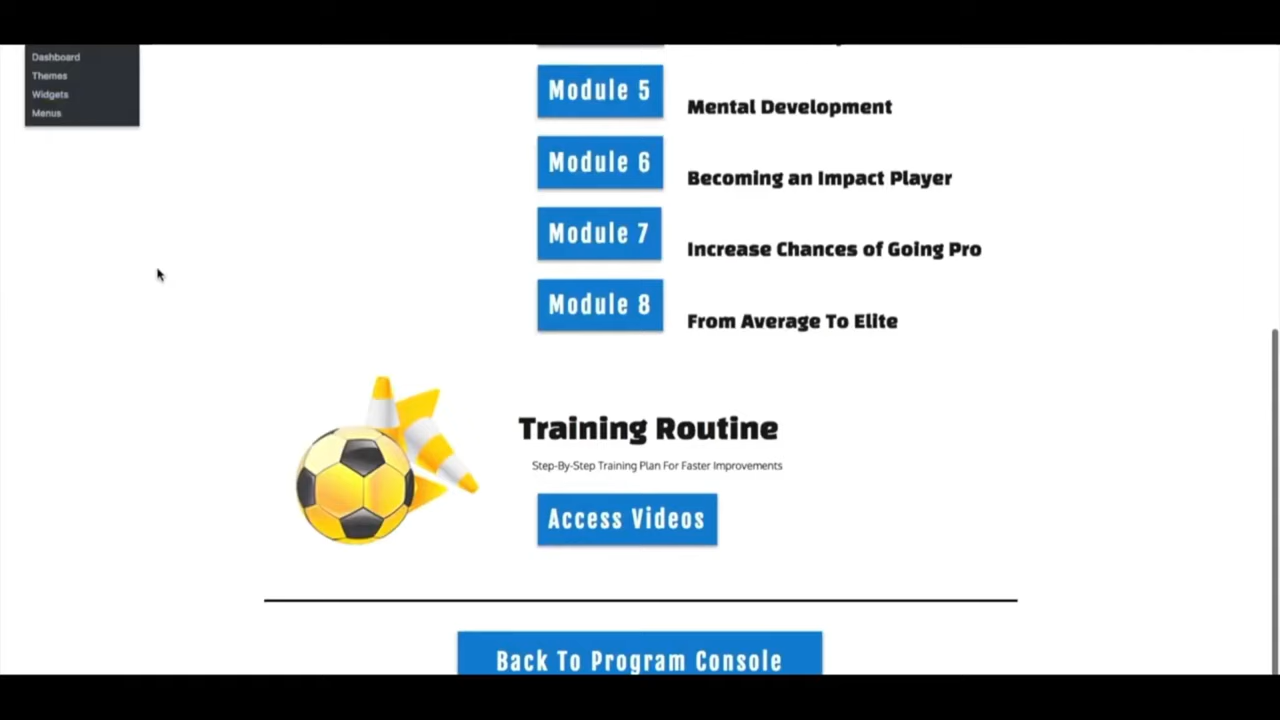 Dashboard
Themes
Widgets
Menus
Module 5
Mental Development
Module 6
Becoming an Impact Player
Module 7
Increase Chances of Going Pro
Module 8
From Average To Elite
Training Routine
Step-By-Step Training Plan For Faster Improvements
Access Videos
Back To Program Console